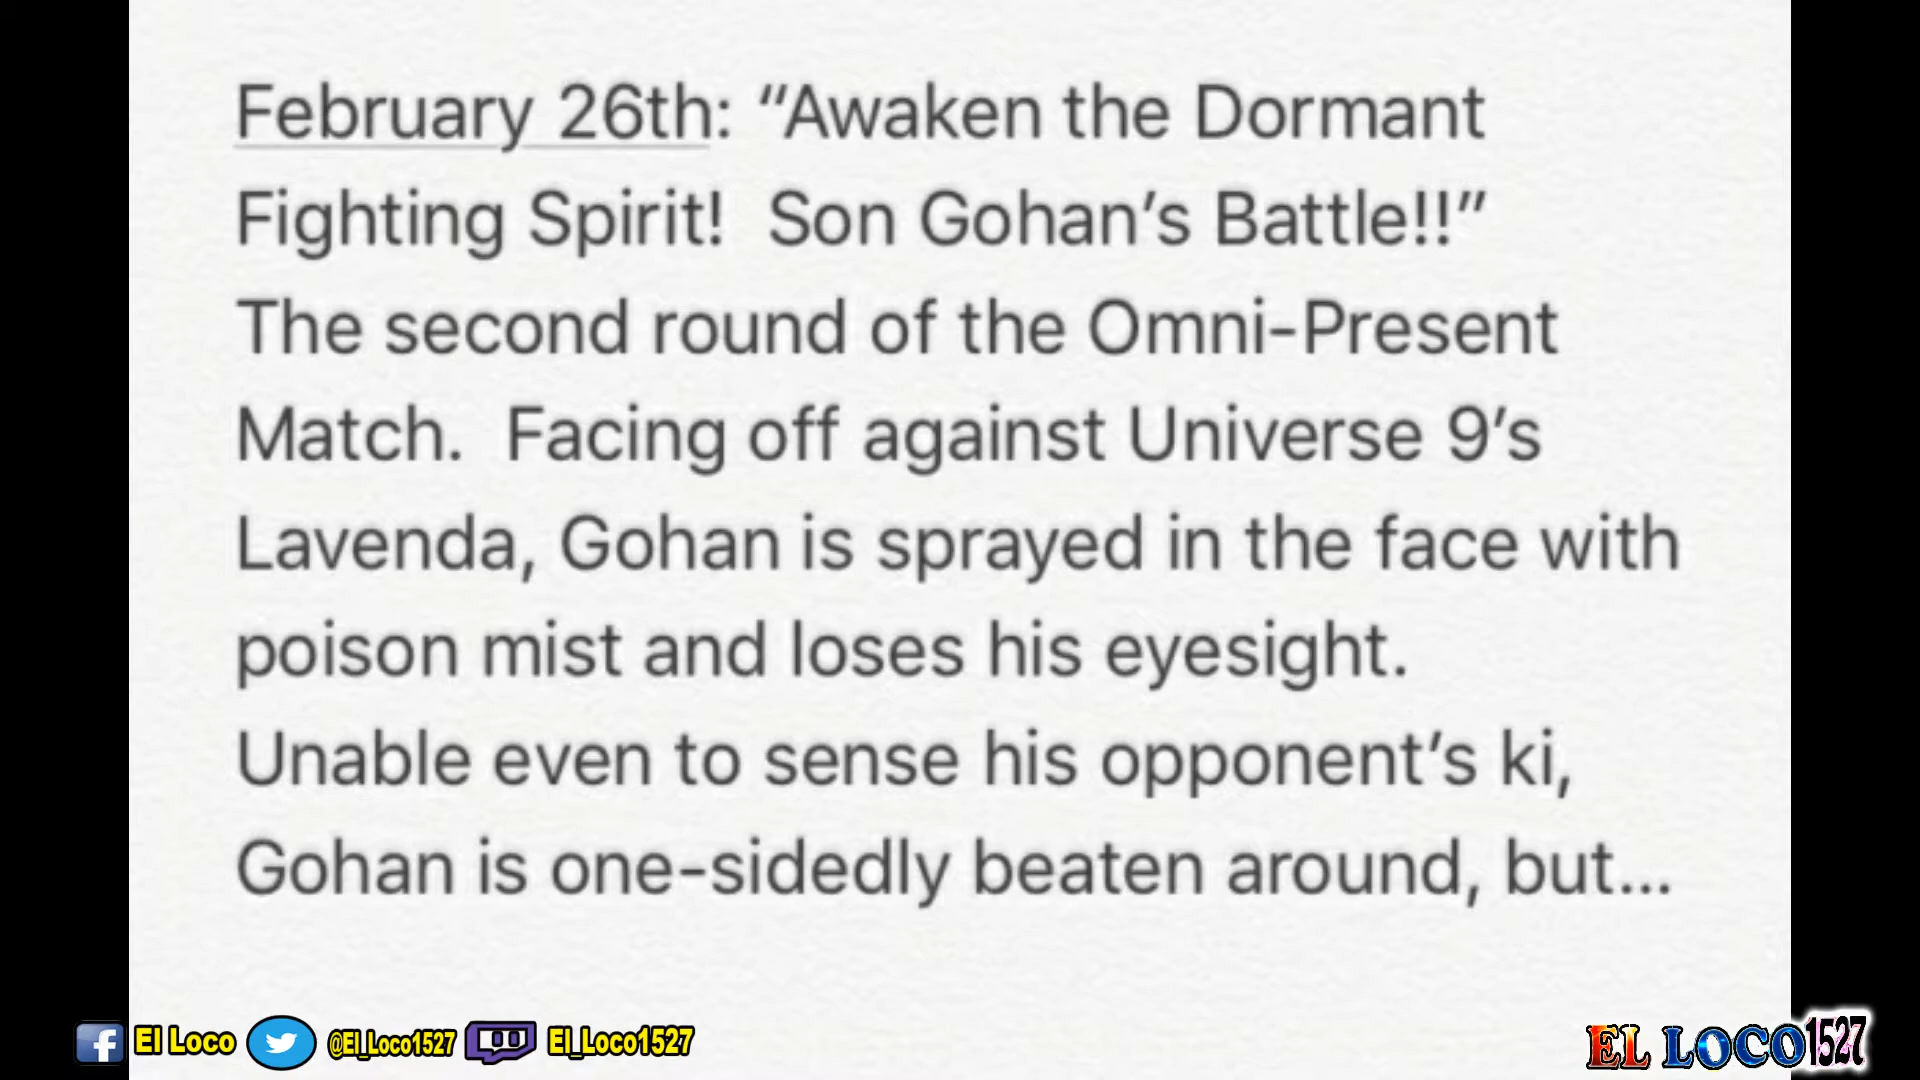 February 26th: “Awaken the Dormant
Fighting Spirit!  Son Gohan’s Battle!!”
The second round of the Omni-Present
Match.  Facing off against Universe 9’s
Lavenda, Gohan is sprayed in the face with
poison mist and loses his eyesight.
Unable even to sense his opponent’s ki,
Gohan is one-sidedly beaten around, but...
El Loco @El_Loco1527 El_Loco1527
EL LOCO1527